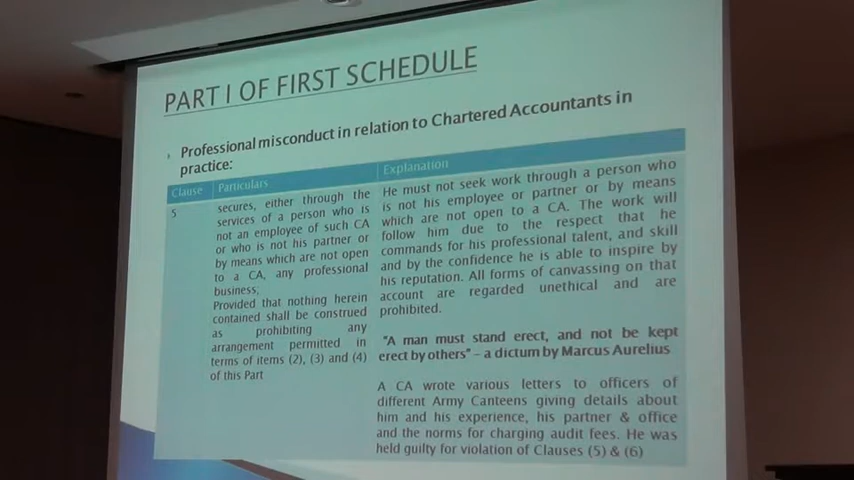 PART I OF FIRST SCHEDULE
Professional misconduct in relation to Chartered Accountants in
practice:
Clause
Particulars
Explanation
5
secures, either through the
services of a person who is
not an employee of such CA
or who is not his partner or
by means which are not open
to a CA, any professional
business;
Provided that nothing herein
contained shall be construed
as prohibiting any
arrangement permitted in
terms of items (2), (3) and (4)
of this Part
He must not seek work through a person who
is not his employee or partner or by means
which are not open to a CA. The work will
follow him due to the respect that he
commands for his professional talent, and skill
and by the confidence he is able to inspire by
his reputation. All forms of canvassing on that
account are regarded unethical and are
prohibited.
"A man must stand erect, and not be kept
erect by others" – a dictum by Marcus Aurelius
A CA wrote various letters to officers of
different Army Canteens giving details about
him and his experience, his partner & office
and the norms for charging audit fees. He was
held guilty for violation of Clauses (5) & (6)